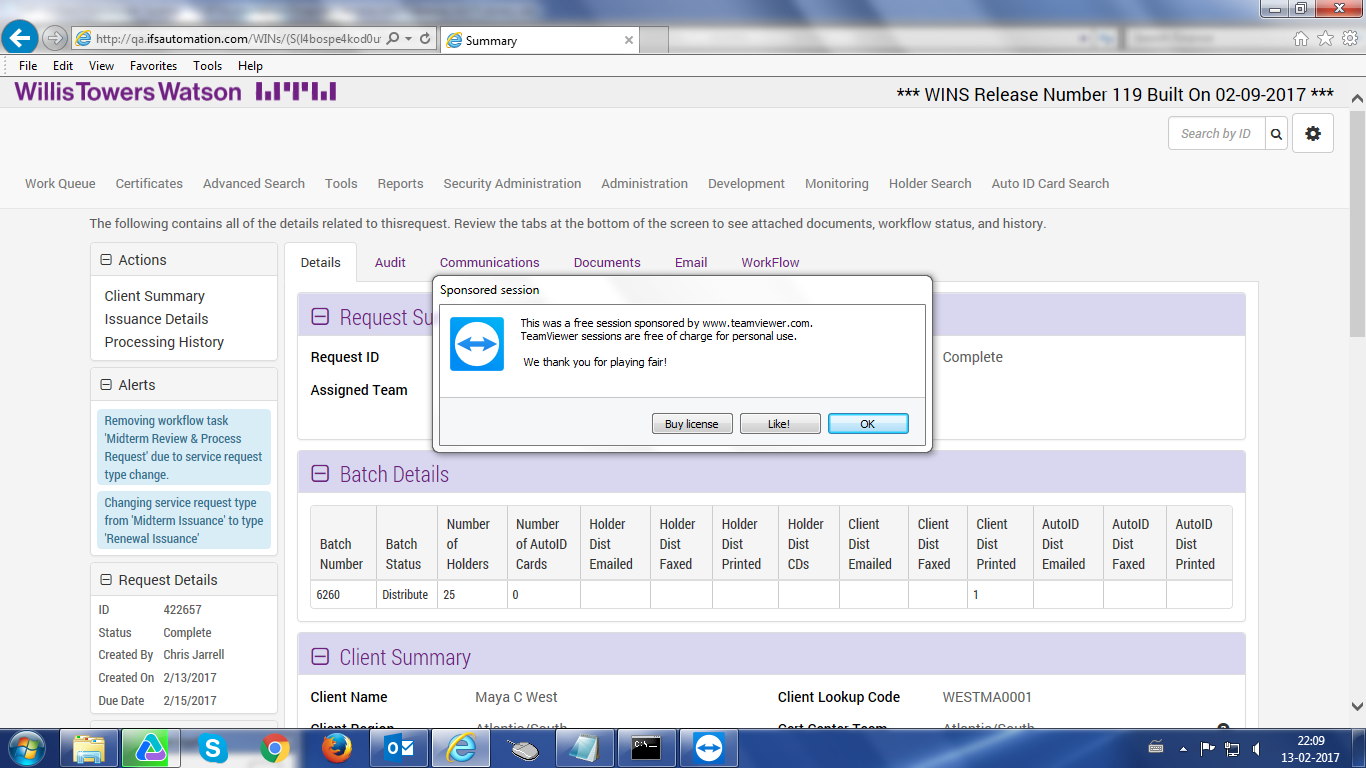 http://qa.ifsautomation.com/WINs/(S(l4bospe4kod0u
Summary
File Edit View Favorites Tools Help
Willis Towers Watson
*** WINS Release Number 119 Built On 02-09-2017 ***
Search by ID
Work Queue Certificates Advanced Search Tools Reports Security Administration Administration Development Monitoring Holder Search Auto ID Card Search
The following contains all of the details related to thisrequest. Review the tabs at the bottom of the screen to see attached documents, workflow status, and history.
Actions
Client Summary
Issuance Details
Processing History
Alerts
Removing workflow task
'Midterm Review & Process
Request' due to service request
type change.
Changing service request type
from 'Midterm Issuance' to type
'Renewal Issuance'
Request Details
ID 422657
Status Complete
Created By Chris Jarrell
Created On 2/13/2017
Due Date 2/15/2017
Details Audit Communications Documents Email WorkFlow
Request Su
Request ID
Complete
Assigned Team
Sponsored session
This was a free session sponsored by www.teamviewer.com.
TeamViewer sessions are free of charge for personal use.
We thank you for playing fair!
Buy license Like! OK
Batch Details
Batch Number Batch Status Number of Holders Number of AutoID Cards Holder Dist Emailed Holder Dist Faxed Holder Dist Printed Holder Dist CDs Client Dist Emailed Client Dist Faxed Client Dist Printed AutoID Dist Emailed AutoID Dist Faxed AutoID Dist Printed
6260 Distribute 25 0 1
Client Summary
Client Name Maya C West Client Lookup Code WESTMA0001
Client Region Atlantic/South Cert Center Team Atlantic/South
22:09
13-02-2017